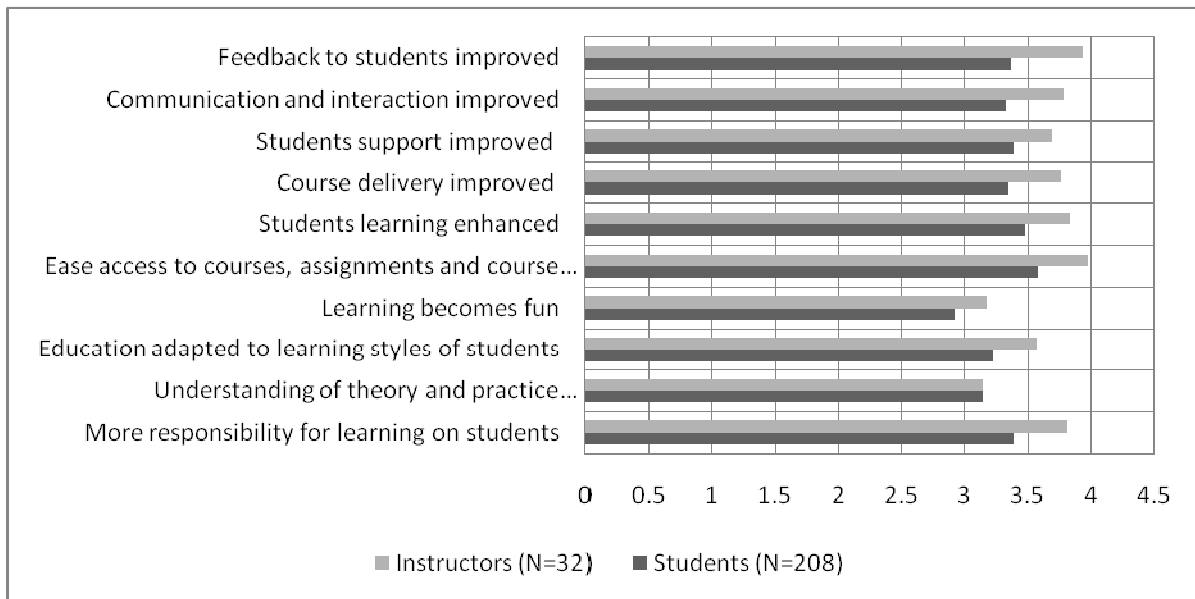 Feedback to students improved
Communication and interaction improved
Students support improved
Course delivery improved
Students learning enhanced
Ease access to courses, assignments and course...
Learning becomes fun
Education adapted to learning styles of students
Understanding of theory and practice...
More responsibility for learning on students
0 0.5 1 1.5 2 2.5 3 3.5 4 4.5
Instructors (N=32) Students (N=208)